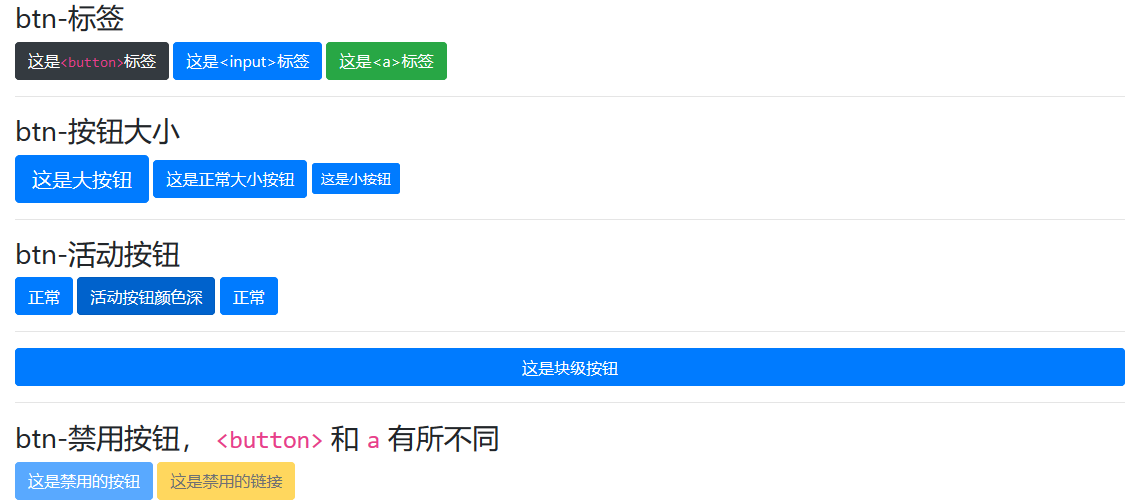 btn-标签
这是<button>标签 这是<input>标签 这是<a>标签
btn-按钮大小
这是大按钮 这是正常大小按钮 这是小按钮
btn-活动按钮
正常 活动按钮颜色深 正常
这是块级按钮
btn-禁用按钮， <button> 和 a 有所不同
这是禁用的按钮 这是禁用的链接